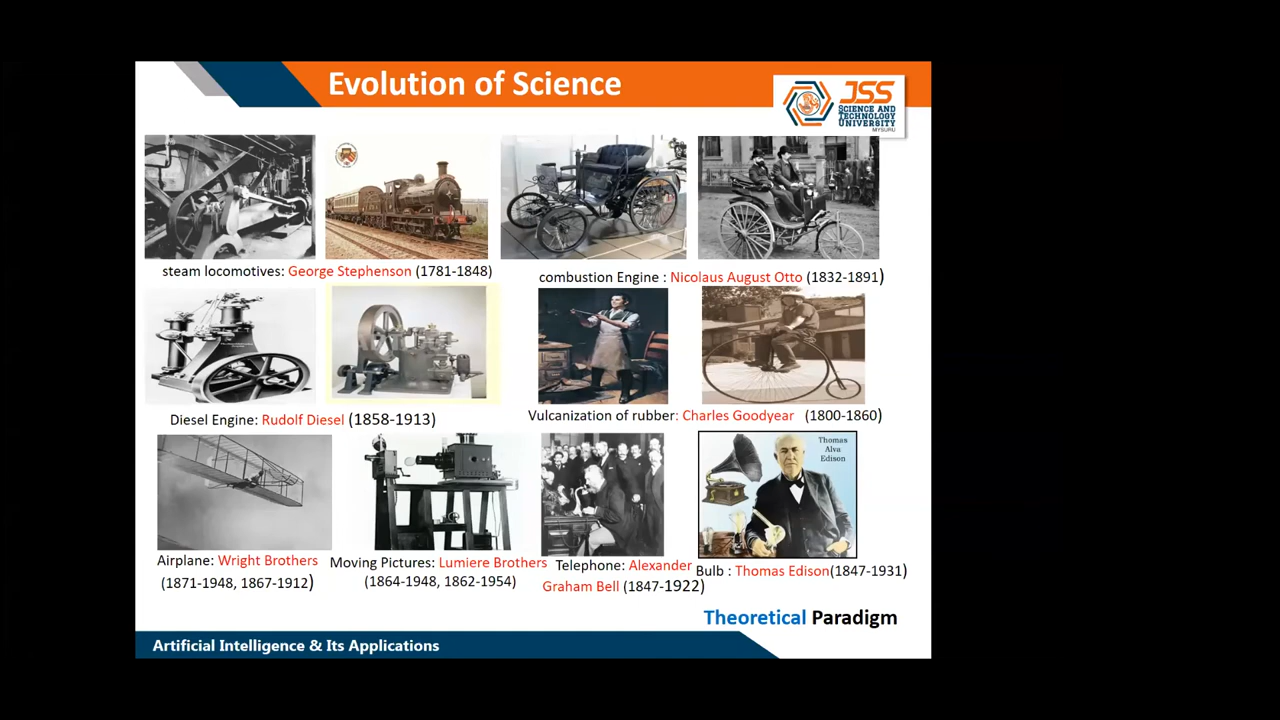 Evolution of Science
JSS
SCIENCE AND
TECHNOLOGY
UNIVERSITY
MYSURU
steam locomotives: George Stephenson (1781-1848)
combustion Engine : Nicolaus August Otto (1832-1891)
Diesel Engine: Rudolf Diesel (1858-1913)
Vulcanization of rubber: Charles Goodyear (1800-1860)
Thomas
Alva
Edison
Airplane: Wright Brothers
(1871-1948, 1867-1912)
Moving Pictures: Lumiere Brothers
(1864-1948, 1862-1954)
Telephone: Alexander
Graham Bell (1847-1922)
Bulb : Thomas Edison(1847-1931)
Theoretical Paradigm
Artificial Intelligence & Its Applications